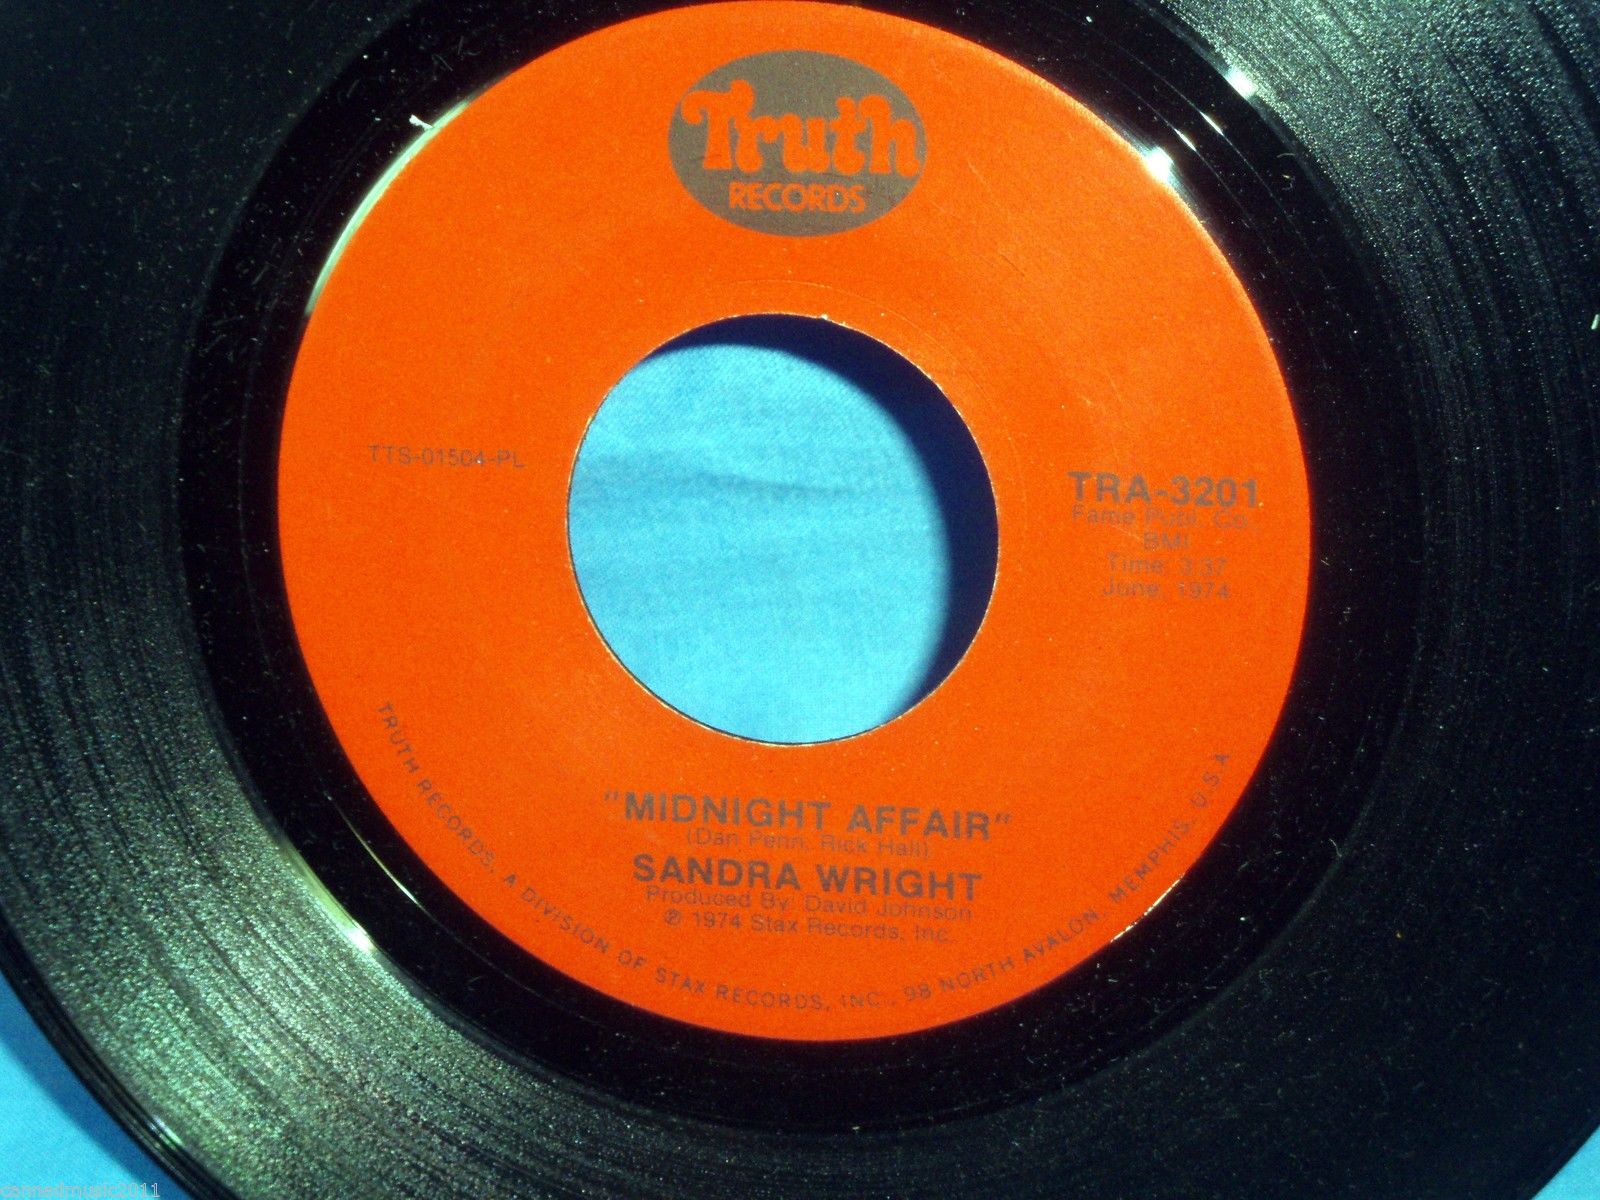 Truth
RECORDS
TTS-01504-PL
TRA-3201
Fame Publ. Co.
BMI
Time: 3:37
June, 1974
"MIDNIGHT AFFAIR"
(Dan Penn, Rick Hall)
SANDRA WRIGHT
Produced By: David Johnson
℗ 1974 Stax Records, Inc.
TRUTH RECORDS, A DIVISION OF STAX RECORDS, INC., 98 NORTH AVALON, MEMPHIS, U.S.A.
cannedmusic2011